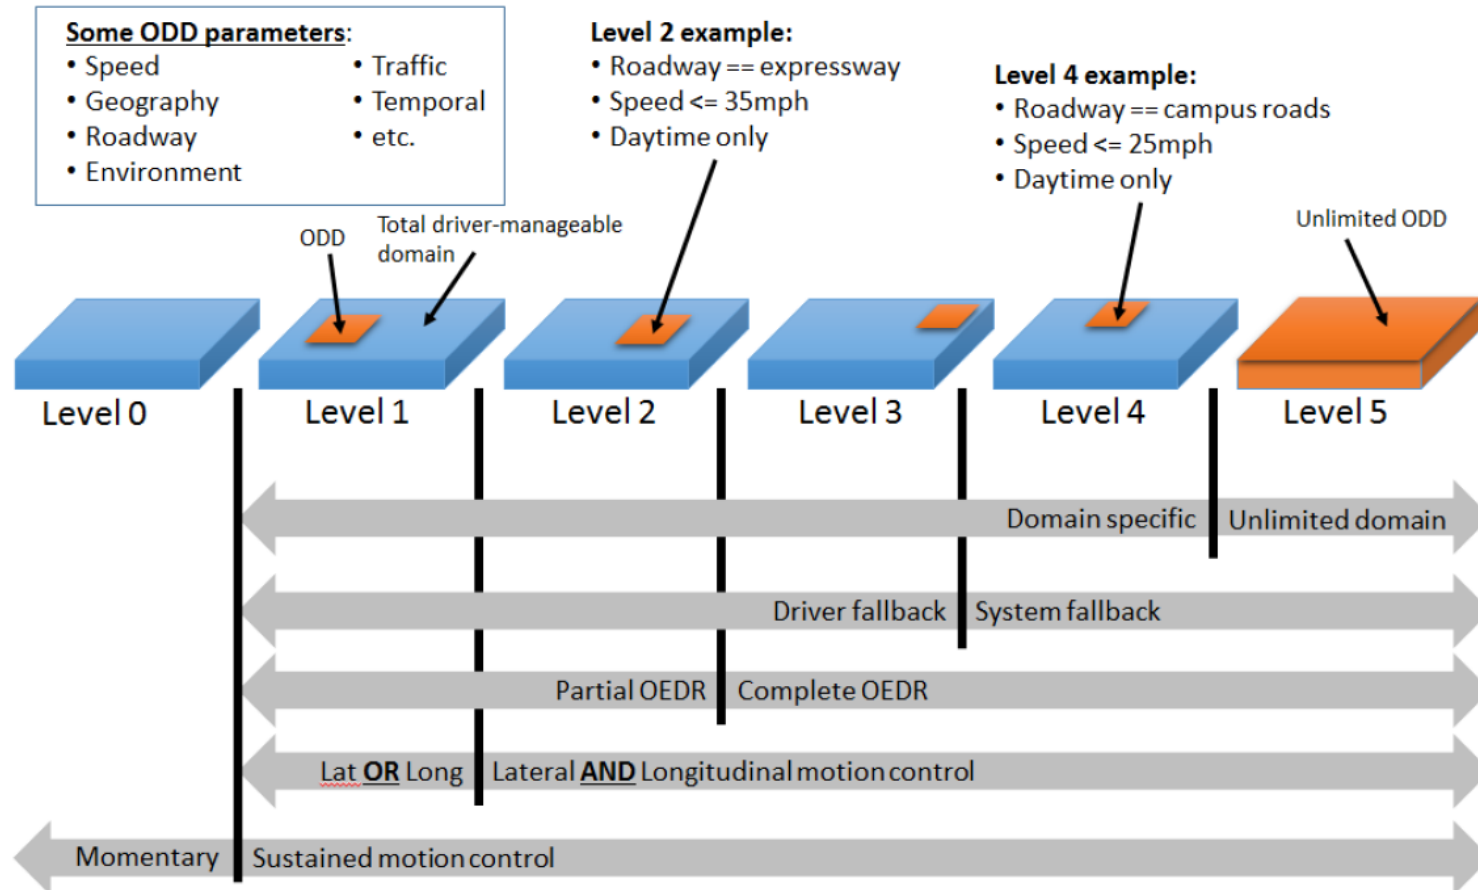 Some ODD parameters:
• Speed
• Geography
• Roadway
• Environment
• Traffic
• Temporal
• etc.
Level 2 example:
• Roadway == expressway
• Speed <= 35mph
• Daytime only
Level 4 example:
• Roadway == campus roads
• Speed <= 25mph
• Daytime only
ODD
Total driver-manageable
domain
Unlimited ODD
Level 0
Level 1
Level 2
Level 3
Level 4
Level 5
Domain specific
Unlimited domain
Driver fallback
System fallback
Partial OEDR
Complete OEDR
Lat OR Long
Lateral AND Longitudinal motion control
Momentary
Sustained motion control